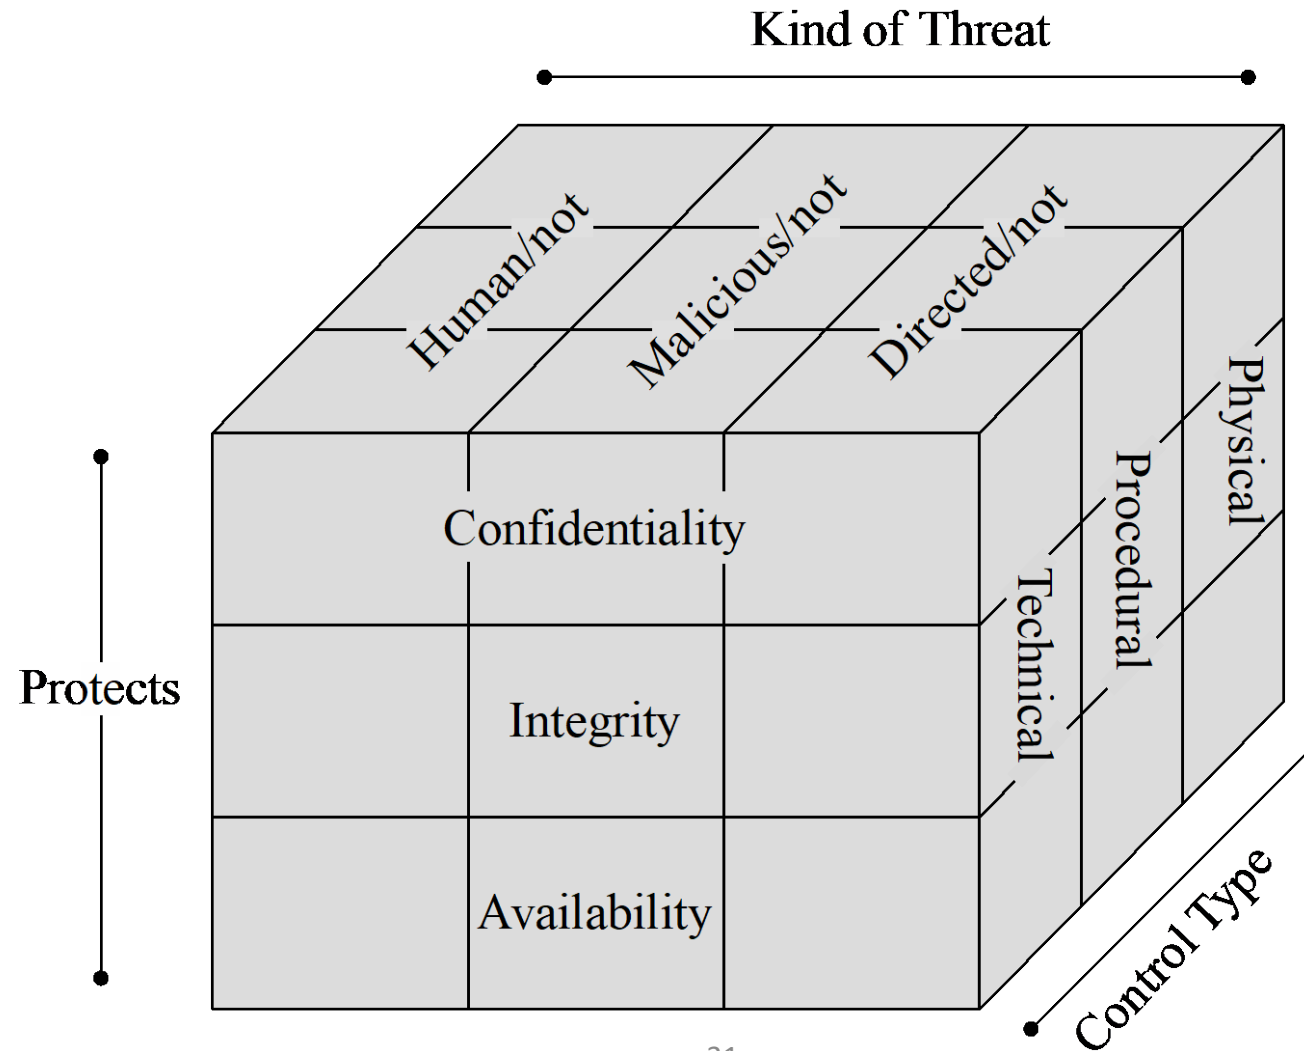 Kind of Threat
Human/not
Malicious/not
Directed/not
Physical
Procedural
Technical
Confidentiality
Integrity
Availability
Protects
Control Type